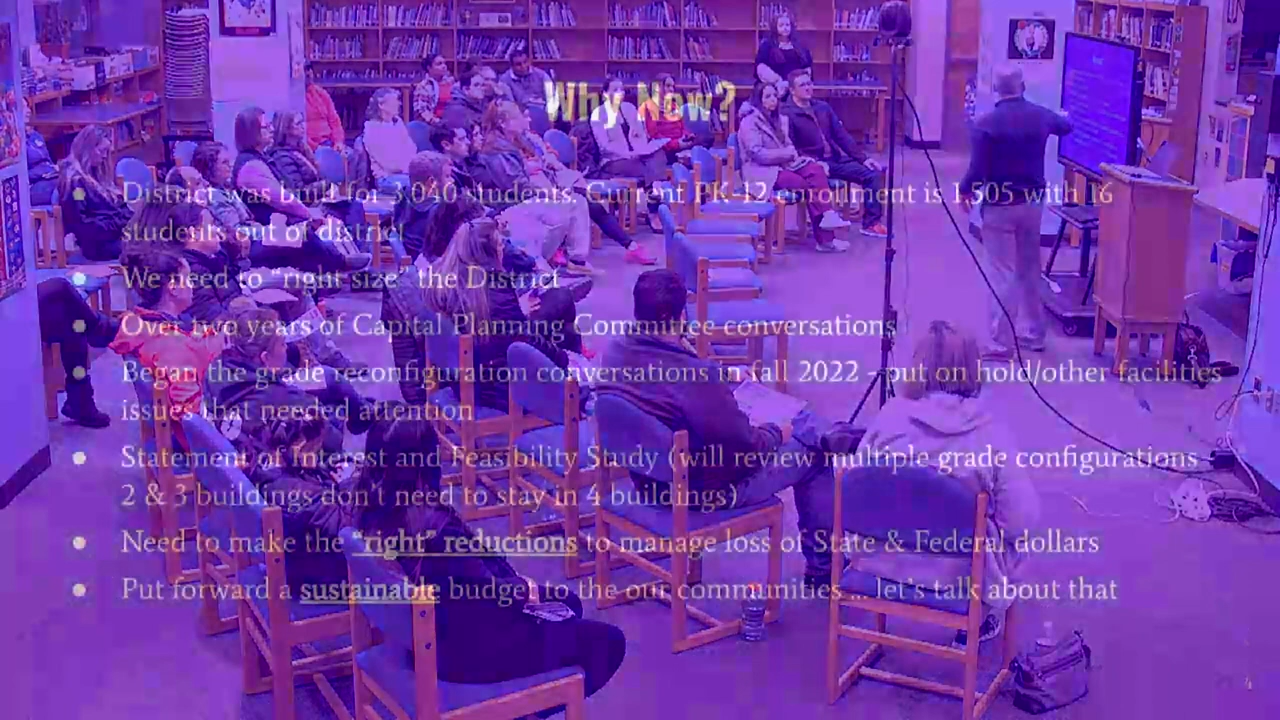 Why Now?
District was built for 3,040 students. Current PK-12 enrollment is 1,505 with 16
students out of district
We need to "right size" the District
Over two years of Capital Planning Committee conversations
Began the grade reconfiguration conversations in fall 2022 - put on hold/other facilities
issues that needed attention
Statement of Interest and Feasibility Study (will review multiple grade configurations -
2 & 3 buildings don't need to stay in 4 buildings)
Need to make the "right" reductions to manage loss of State & Federal dollars
Put forward a sustainable budget to the our communities ... let's talk about that